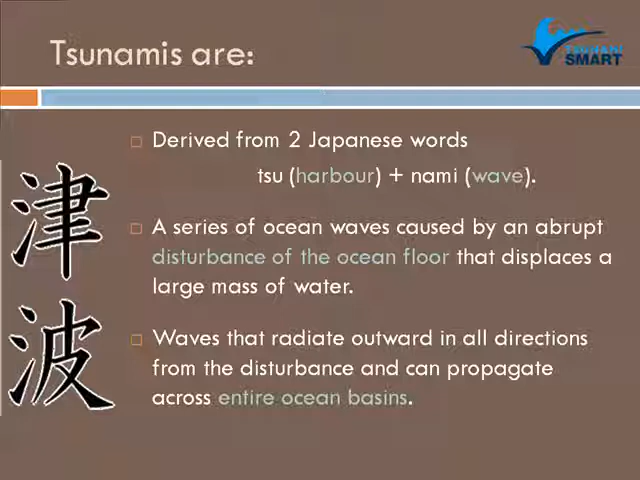 Tsunamis are:
TSUNAMI
SMART
Derived from 2 Japanese words
tsu (harbour) + nami (wave).
A series of ocean waves caused by an abrupt
disturbance of the ocean floor that displaces a
large mass of water.
Waves that radiate outward in all directions
from the disturbance and can propagate
across entire ocean basins.
津
波